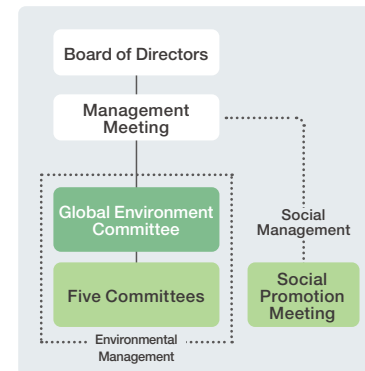 Board of Directors
Management
Meeting
Global Environment
Committee
Social
Management
Five Committees
Social
Promotion
Meeting
Environmental
Management